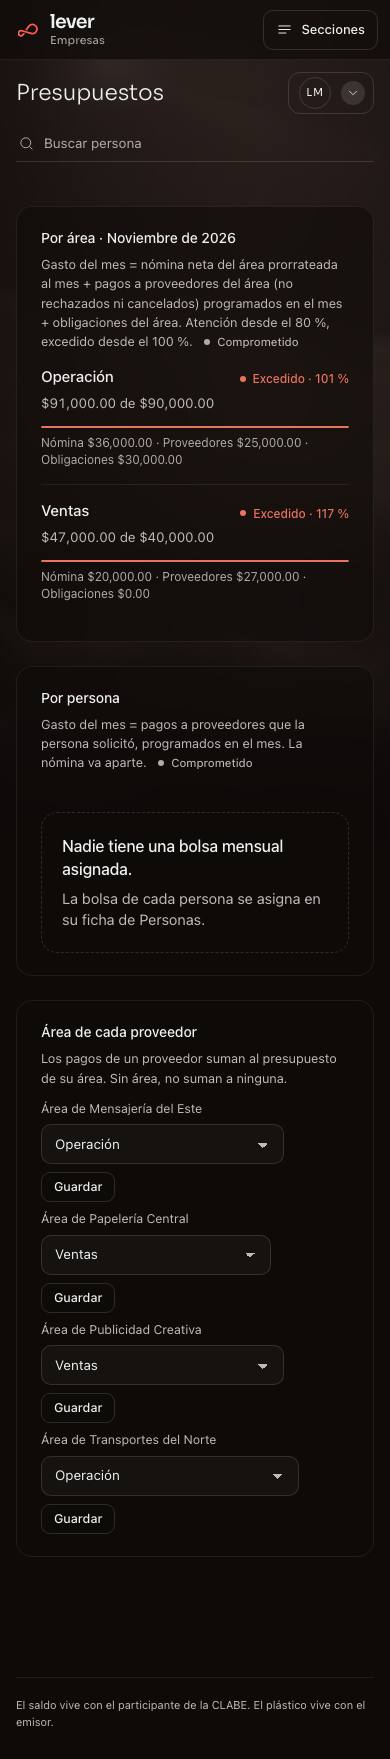 lever
Empresas
Secciones
Presupuestos
LM
Buscar persona
Por área · Noviembre de 2026
Gasto del mes = nómina neta del área prorrateada
al mes + pagos a proveedores del área (no
rechazados ni cancelados) programados en el mes
+ obligaciones del área. Atención desde el 80 %,
excedido desde el 100 %. ● Comprometido
Operación
● Excedido · 101 %
$91,000.00 de $90,000.00
Nómina $36,000.00 · Proveedores $25,000.00 ·
Obligaciones $30,000.00
Ventas
● Excedido · 117 %
$47,000.00 de $40,000.00
Nómina $20,000.00 · Proveedores $27,000.00 ·
Obligaciones $0.00
Por persona
Gasto del mes = pagos a proveedores que la
persona solicitó, programados en el mes. La
nómina va aparte. ● Comprometido
Nadie tiene una bolsa mensual
asignada.
La bolsa de cada persona se asigna en
su ficha de Personas.
Área de cada proveedor
Los pagos de un proveedor suman al presupuesto
de su área. Sin área, no suman a ninguna.
Área de Mensajería del Este
Operación
Guardar
Área de Papelería Central
Ventas
Guardar
Área de Publicidad Creativa
Ventas
Guardar
Área de Transportes del Norte
Operación
Guardar
El saldo vive con el participante de la CLABE. El plástico vive con el
emisor.